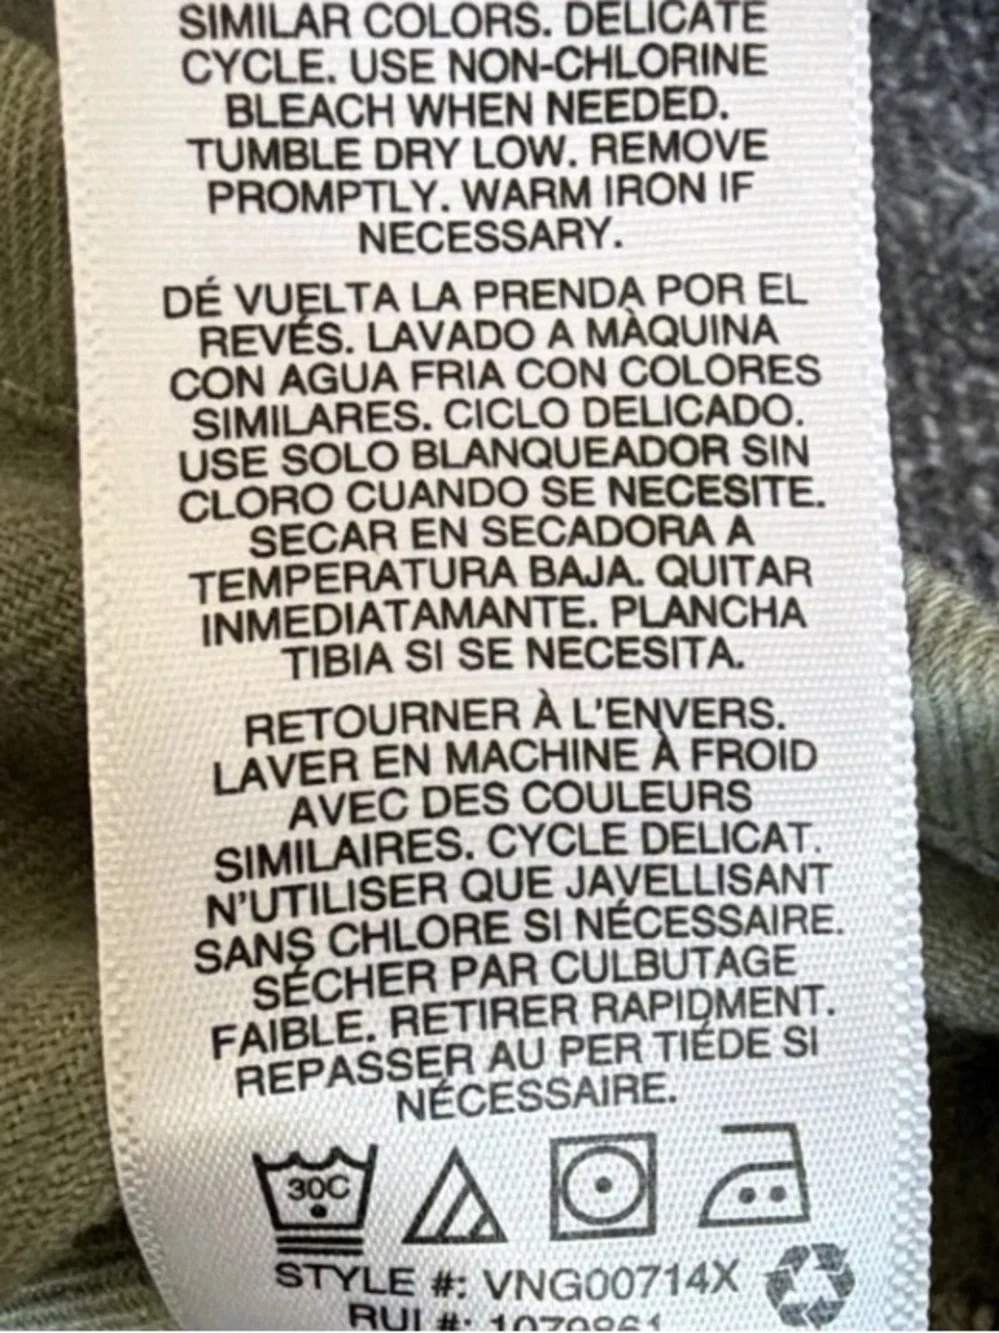 SIMILAR COLORS. DELICATE
CYCLE. USE NON-CHLORINE
BLEACH WHEN NEEDED.
TUMBLE DRY LOW. REMOVE
PROMPTLY. WARM IRON IF
NECESSARY.
DÉ VUELTA LA PRENDA POR EL
REVÉS. LAVADO A MÀQUINA
CON AGUA FRIA CON COLORES
SIMILARES. CICLO DELICADO.
USE SOLO BLANQUEADOR SIN
CLORO CUANDO SE NECESITE.
SECAR EN SECADORA A
TEMPERATURA BAJA. QUITAR
INMEDIATAMANTE. PLANCHA
TIBIA SI SE NECESITA.
RETOURNER À L'ENVERS.
LAVER EN MACHINE À FROID
AVEC DES COULEURS
SIMILAIRES. CYCLE DELICAT.
N'UTILISER QUE JAVELLISANT
SANS CHLORE SI NÉCESSAIRE.
SÉCHER PAR CULBUTAGE
FAIBLE. RETIRER RAPIDMENT.
REPASSER AU PER TIÉDE SI
NÉCESSAIRE.
30C
STYLE #: VNG00714X
RUI #: 1079861